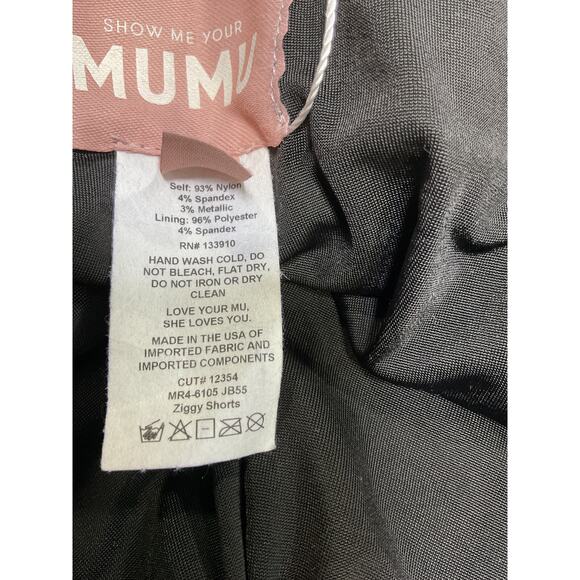 SHOW ME YOUR
MUMU
Self: 93% Nylon
4% Spandex
3% Metallic
Lining: 96% Polyester
4% Spandex
RN# 133910
HAND WASH COLD, DO
NOT BLEACH, FLAT DRY,
DO NOT IRON OR DRY
CLEAN
LOVE YOUR MU,
SHE LOVES YOU.
MADE IN THE USA OF
IMPORTED FABRIC AND
IMPORTED COMPONENTS
CUT# 12354
MR4-6105 JB55
Ziggy Shorts